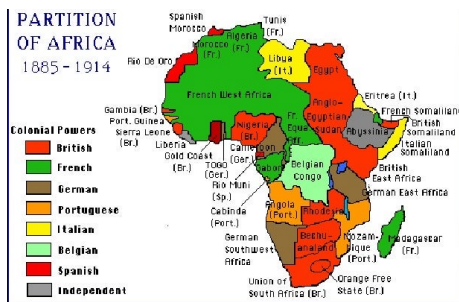 PARTITION
OF AFRICA
1885-1914
Spanish
Morocco
Tunis
(Fr.)
Morocco
(Fr.)
Algeria
(Fr.)
Rio De Oro
Libya
(It.)
Egypt
French West Africa
Anglo-
Egyptian
Sudan
Eritrea (It.)
French Somaliland
British
Somaliland
Italian
Somaliland
Abyssinia
Gambia (Br.)
Port. Guinea
Sierra Leone
(Br.)
Liberia
Gold Coast
(Br.)
TOGO
(Ger.)
Nigeria
(Br.)
Cameroon
(Ger.)
Rio Muni
(Sp.)
Fr.
Equa.
Aff.
Gabon
Cabinda
(Port.)
Belgian
Congo
British
East Africa
German East Africa
Angola
(Port.)
Rhodesia
Mozam-
bique
(Port.)
Madagascar
(Fr.)
German
Southwest
Africa
Bechu-
analand
Union of
South Africa (Br.)
Orange Free
State (Br.)
Colonial Powers
British
French
German
Portuguese
Italian
Belgian
Spanish
Independent